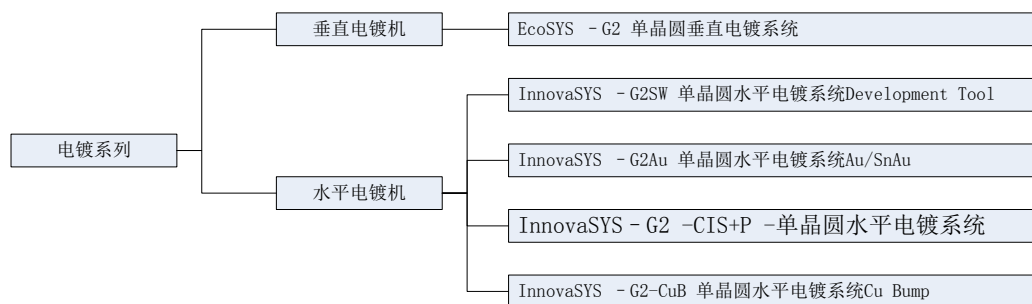 垂直电镀机
EcoSYS -G2 单晶圆垂直电镀系统
InnovaSYS -G2SW 单晶圆水平电镀系统Development Tool
电镀系列
InnovaSYS -G2Au 单晶圆水平电镀系统Au/SnAu
水平电镀机
InnovaSYS-G2 -CIS+P -单晶圆水平电镀系统
InnovaSYS -G2-CuB 单晶圆水平电镀系统Cu Bump